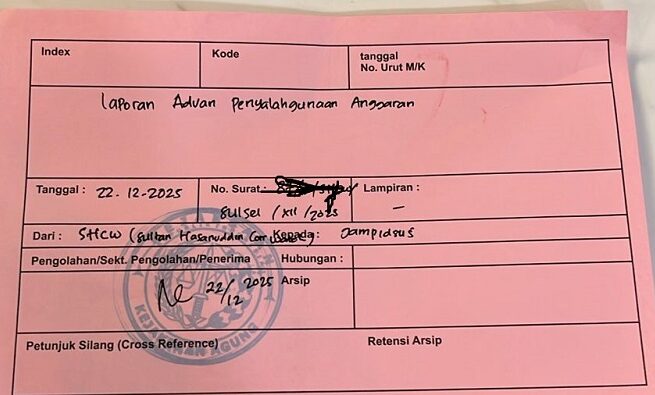 Index
Kode
tanggal
No. Urut M/K
Laporan Aduan Penyalahgunaan Anggaran
Tanggal : 22.12-2025
No. Surat :
Sulsel /XII /2025
Lampiran :
-
Dari : SHCW (Sultan Hasanuddin
Kepada : Jampidsus
Pengolahan/Sekt. Pengolahan/Penerima
Hubungan :
22/12 2025
Arsip
KEJAKSAAN AGUNG
Petunjuk Silang (Cross Reference)
Retensi Arsip